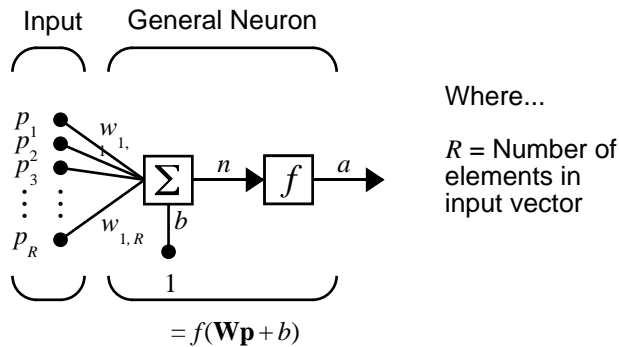 Input General Neuron
p1
p2
p3
pR
w1,
1
w1, R
Σ
n
f
a
b
1
= f(Wp + b)
Where...
R = Number of
elements in
input vector